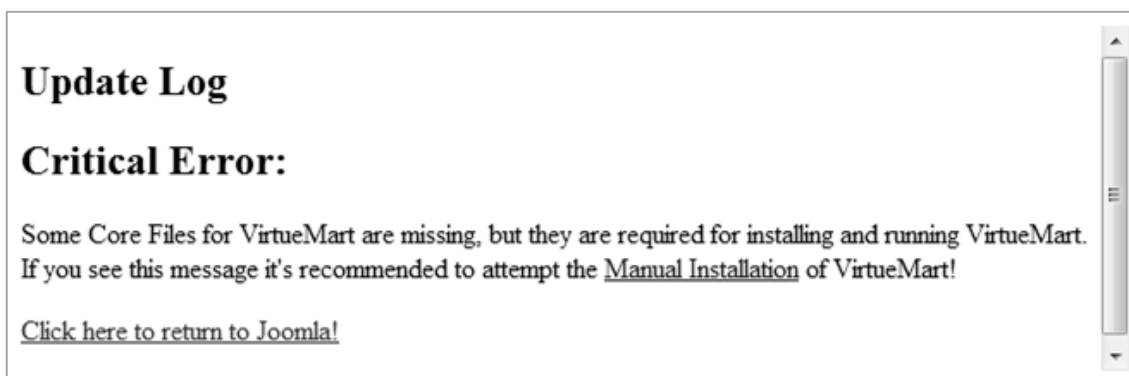 Update Log
Critical Error:
Some Core Files for VirtueMart are missing, but they are required for installing and running VirtueMart.
If you see this message it's recommended to attempt the Manual Installation of VirtueMart!
Click here to return to Joomla!